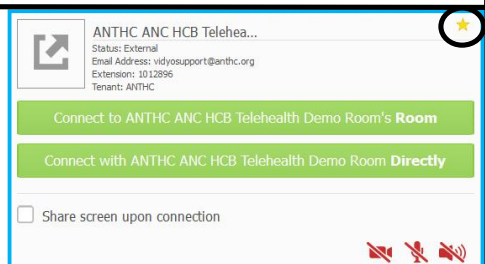 ANTHC ANC HCB Telehea...
Status: External
Email Address: vidyosupport@anthc.org
Extension: 1012896
Tenant: ANTHC
Connect to ANTHC ANC HCB Telehealth Demo Room's Room
Connect with ANTHC ANC HCB Telehealth Demo Room Directly
Share screen upon connection